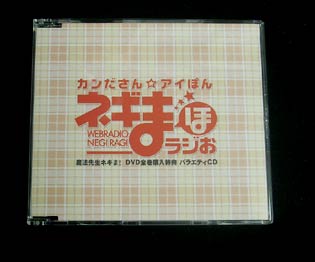 カンださん☆アイぽん
ネギまほ
WEBRADIO
NEGI RAGI
ラジお
魔法先生ネギま! DVD全巻購入特典 バラエティCD